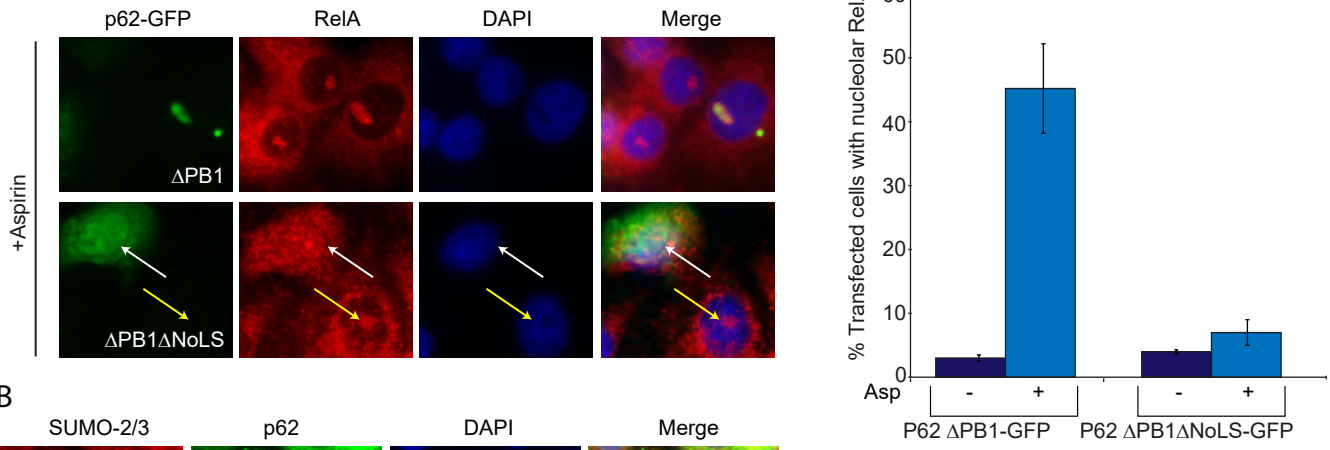 p62-GFP RelA DAPI Merge
+Aspirin
ΔPB1
ΔPB1ΔNoLS
B
SUMO-2/3 p62 DAPI Merge
% Transfected cells with nucleolar Rel
50
40
30
20
10
0
Asp - + - +
P62 ΔPB1-GFP P62 ΔPB1ΔNoLS-GFP